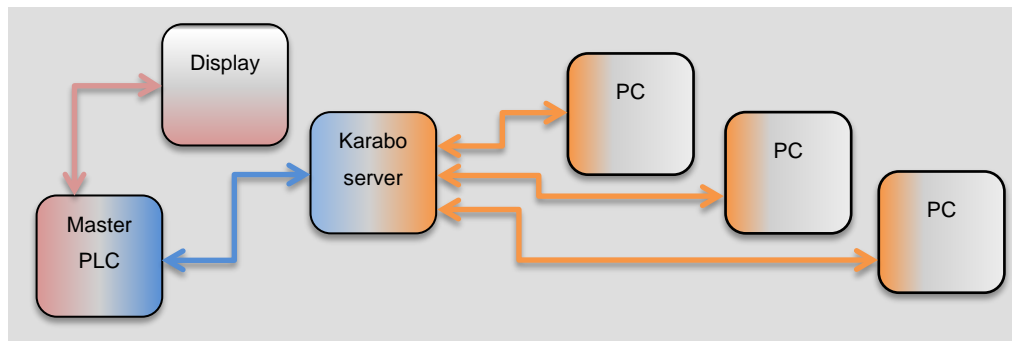 Display
PC
Karabo
server
PC
PC
Master
PLC